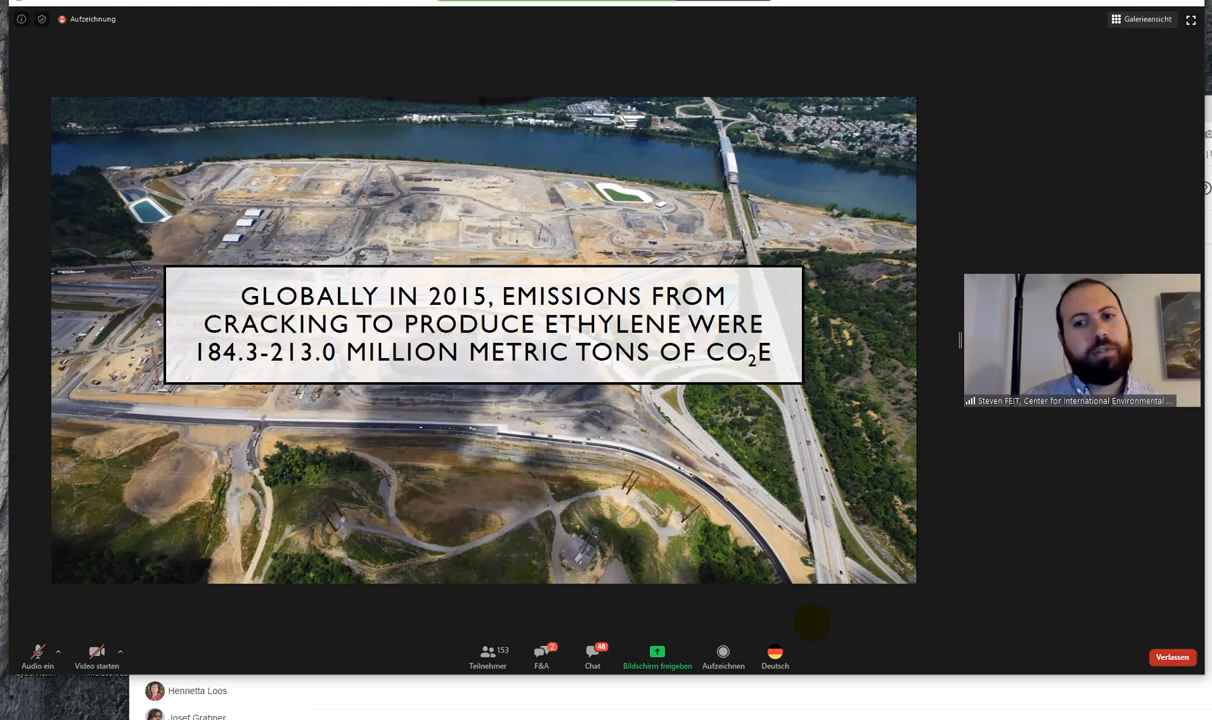 Aufzeichnung
Galerieansicht
GLOBALLY IN 2015, EMISSIONS FROM
CRACKING TO PRODUCE ETHYLENE WERE
184.3-213.0 MILLION METRIC TONS OF CO₂E
Steven FEIT, Center for International Environmental ...
153
2
48
Audio ein
Video starten
Teilnehmer
F&A
Chat
Bildschirm freigeben
Aufzeichnen
Deutsch
Verlassen
Henrietta Loos
Josef Grabner